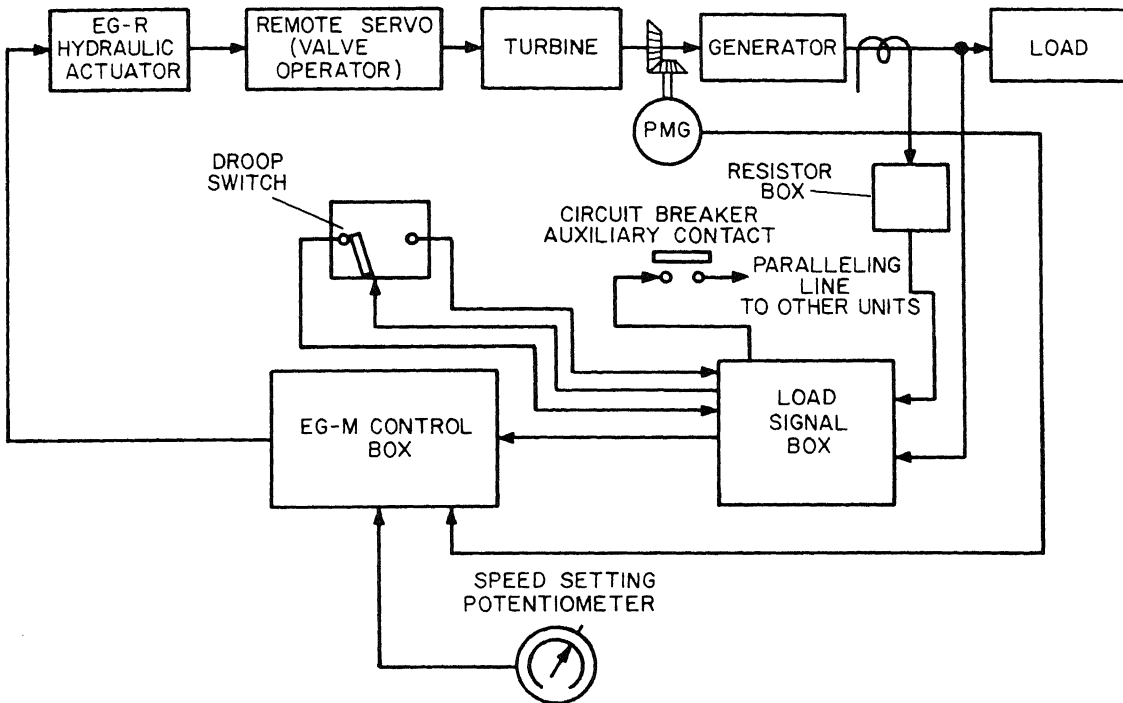 EG-R
HYDRAULIC
ACTUATOR
REMOTE SERVO
(VALVE
OPERATOR)
TURBINE
GENERATOR
LOAD
PMG
DROOP
SWITCH
RESISTOR
BOX
CIRCUIT BREAKER
AUXILIARY CONTACT
PARALLELING
LINE
TO OTHER UNITS
EG-M CONTROL
BOX
LOAD
SIGNAL
BOX
SPEED SETTING
POTENTIOMETER